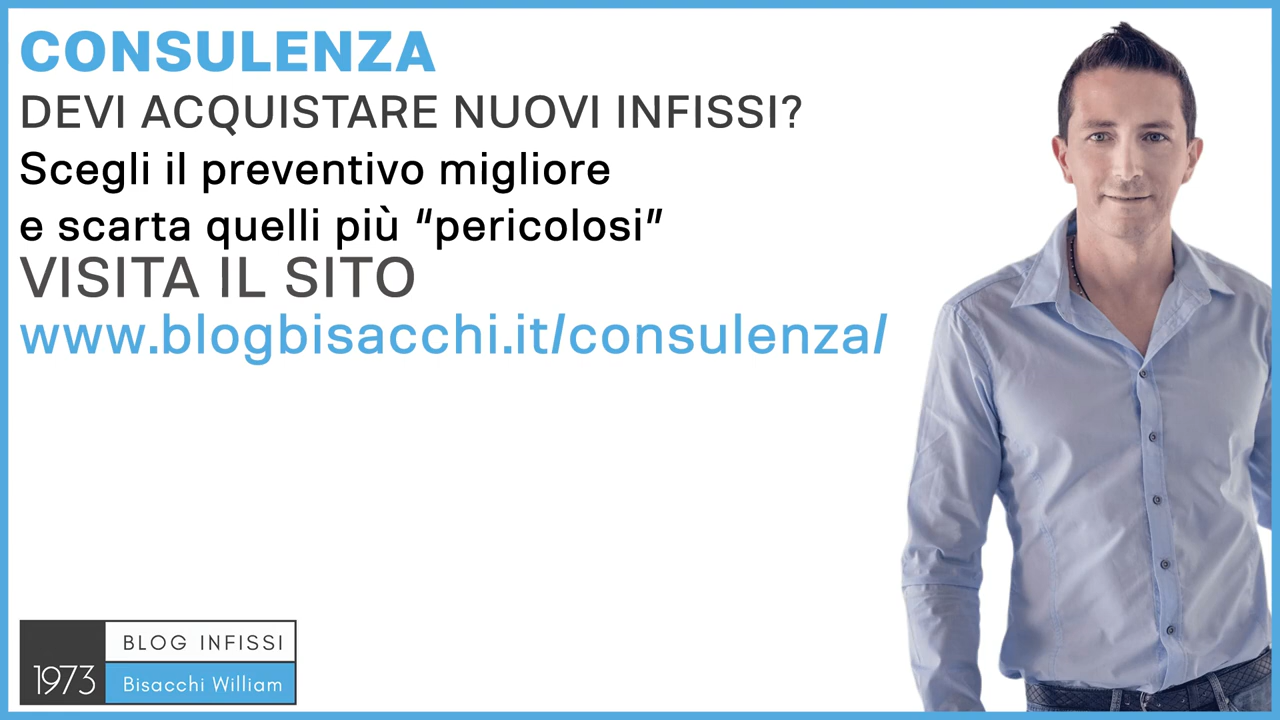 CONSULENZA
DEVI ACQUISTARE NUOVI INFISSI?
Scegli il preventivo migliore
e scarta quelli più “pericolosi”
VISITA IL SITO
www.blogbisacchi.it/consulenza/
1973
BLOG INFISSI
Bisacchi William